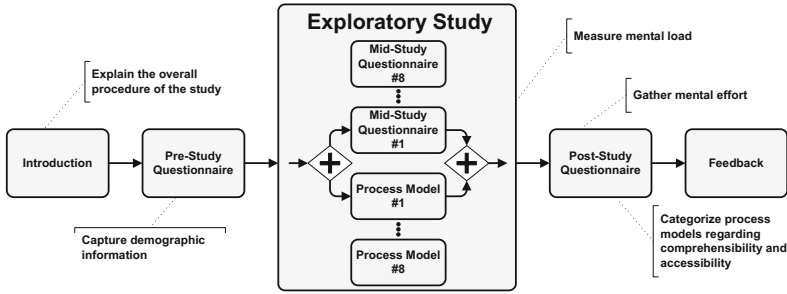 Exploratory Study
Explain the overall
procedure of the study
Measure mental load
Gather mental effort
Mid-Study
Questionnaire
#8
Mid-Study
Questionnaire
#1
Introduction
Pre-Study
Questionnaire
Process Model
#1
Process Model
#8
Post-Study
Questionnaire
Feedback
Capture demographic
information
Categorize process
models regarding
comprehensibility and
accessibility